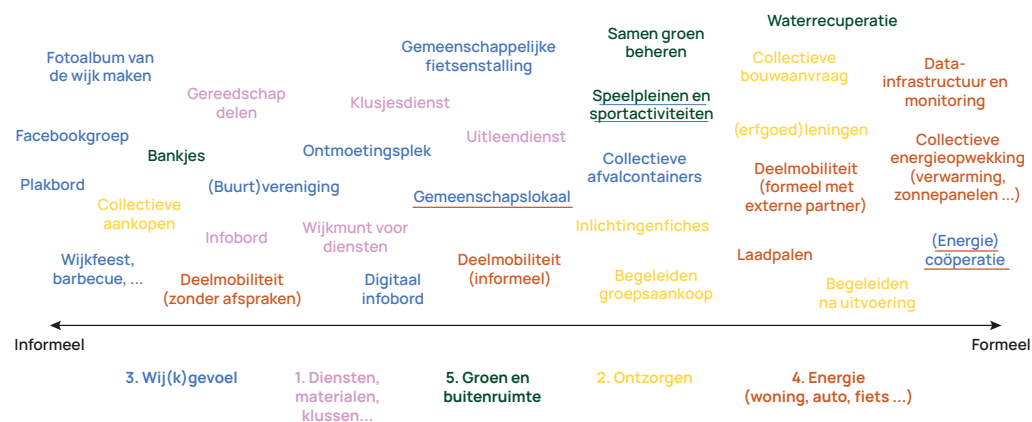 Waterrecuperatie
Samen groen
beheren
Gemeenschappelijke
fietsenstalling
Fotoalbum van
de wijk maken
Collectieve
bouwaanvraag
Data-
infrastructuur en
monitoring
Gereedschap
delen
Klusjesdienst
Speelpleinen en
sportactiviteiten
Facebookgroep
Uitleendienst
(erfgoed)leningen
Bankjes
Ontmoetingsplek
Collectieve
energieopwekking
(verwarming,
zonnepanelen ...)
Collectieve
afvalcontainers
Deelmobiliteit
(formeel met
externe partner)
Plakbord
(Buurt)vereniging
Gemeenschapslokaal
Collectieve
aankopen
Infobord
Wijkmunt voor
diensten
Inlichtingenfiches
(Energie)
coöperatie
Wijkfeest,
barbecue, ...
Deelmobiliteit
(zonder afspraken)
Digitaal
infobord
Deelmobiliteit
(informeel)
Begeleiden
groepsaankoop
Laadpalen
Begeleiden
na uitvoering
Informeel
Formeel
3. Wij(k)gevoel
1. Diensten,
materialen,
klussen...
5. Groen en
buitenruimte
2. Ontzorgen
4. Energie
(woning, auto, fiets ...)